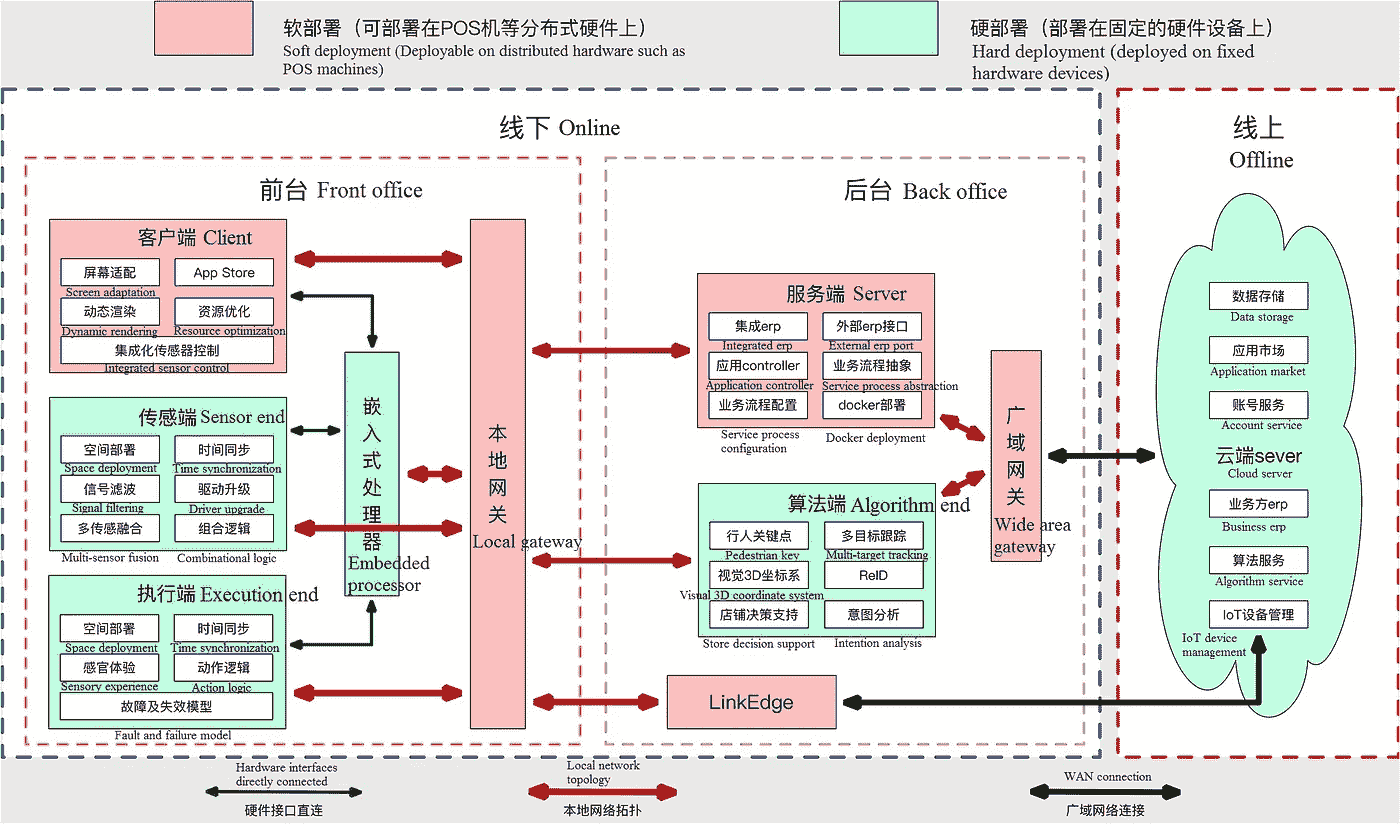 软部署（可部署在POS机等分布式硬件上）
Soft deployment (Deployable on distributed hardware such as
POS machines)
硬部署（部署在固定的硬件设备上）
Hard deployment (deployed on fixed
hardware devices)
线下 Online
前台 Front office
客户端 Client
屏幕适配
App Store
Screen adaptation
动态渲染
资源优化
Dynamic rendering
Resource optimization
集成化传感器控制
Integrated sensor control
传感端 Sensor end
空间部署
时间同步
Space deployment
Time synchronization
信号滤波
驱动升级
Signal filtering
Driver upgrade
多传感融合
组合逻辑
Multi-sensor fusion
Combinational logic
执行端 Execution end
空间部署
时间同步
Space deployment
Time synchronization
感官体验
动作逻辑
Sensory experience
Action logic
故障及失效模型
Fault and failure model
嵌
入
式
处
理
器
Embedded
processor
本
地
网
关
Local gateway
后台 Back office
服务端 Server
集成erp
外部erp接口
Integrated erp
External erp port
应用controller
业务流程抽象
Application controller
Service process abstraction
业务流程配置
docker部署
Service process
configuration
Docker deployment
算法端 Algorithm end
行人关键点
多目标跟踪
Pedestrian key
Multi-target tracking
视觉3D坐标系
ReID
Visual 3D coordinate system
店铺决策支持
意图分析
Store decision support
Intention analysis
LinkEdge
广
域
网
关
Wide area
gateway
线上
Offline
数据存储
Data storage
应用市场
Application market
账号服务
Account service
云端sever
Cloud server
业务方erp
Business erp
算法服务
Algorithm service
IoT设备管理
IoT device
management
Hardware interfaces
directly connected
硬件接口直连
Local network
topology
本地网络拓扑
WAN connection
广域网络连接